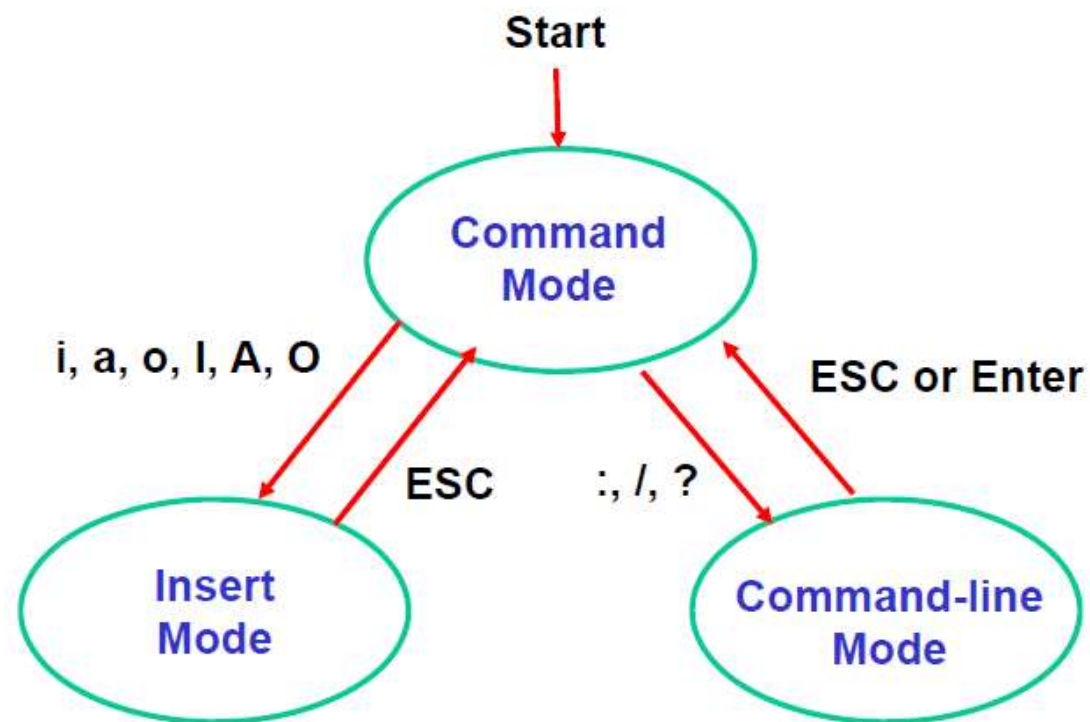 Start
Command
Mode
i, a, o, I, A, O
ESC or Enter
ESC
:, /, ?
Insert
Mode
Command-line
Mode